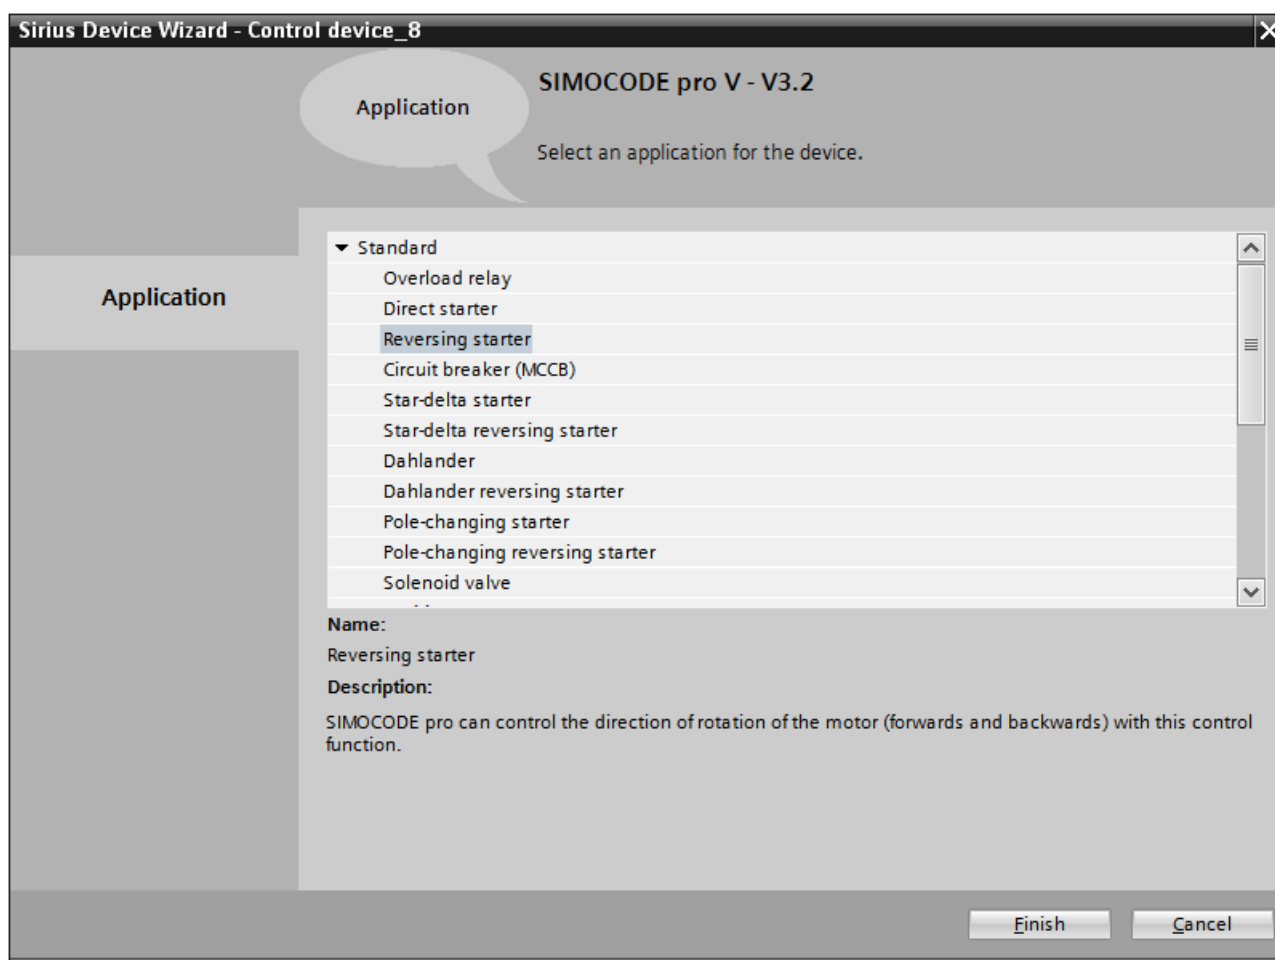 Sirius Device Wizard - Control device_8
Application
SIMOCODE pro V - V3.2
Select an application for the device.
Application
Standard
Overload relay
Direct starter
Reversing starter
Circuit breaker (MCCB)
Star-delta starter
Star-delta reversing starter
Dahlander
Dahlander reversing starter
Pole-changing starter
Pole-changing reversing starter
Solenoid valve
Name:
Reversing starter
Description:
SIMOCODE pro can control the direction of rotation of the motor (forwards and backwards) with this control
function.
Finish
Cancel